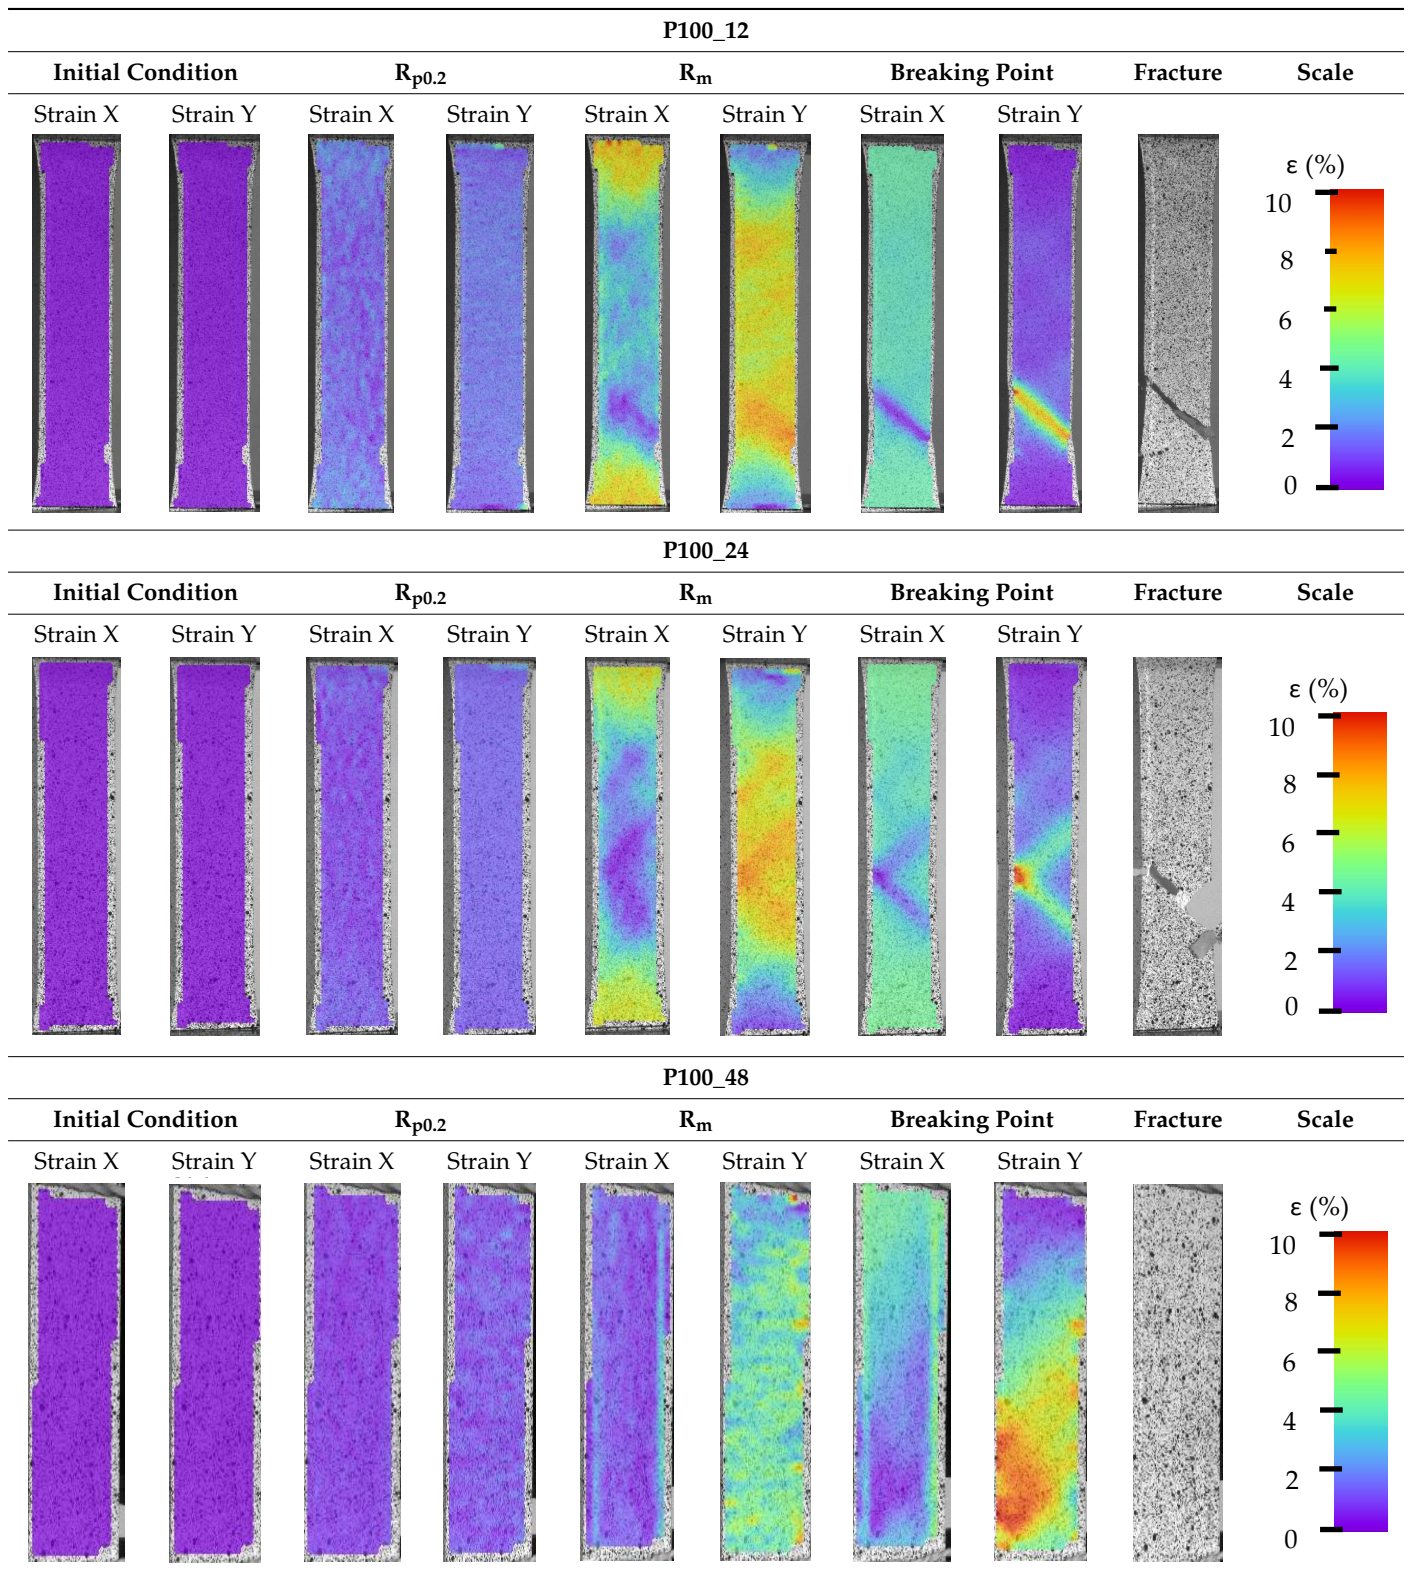 P100_12
Initial Condition Rp0.2 Rm Breaking Point Fracture Scale
Strain X Strain Y Strain X Strain Y Strain X Strain Y Strain X Strain Y
ε (%)
10
8
6
4
2
0
P100_24
Initial Condition Rp0.2 Rm Breaking Point Fracture Scale
Strain X Strain Y Strain X Strain Y Strain X Strain Y Strain X Strain Y
ε (%)
10
8
6
4
2
0
P100_48
Initial Condition Rp0.2 Rm Breaking Point Fracture Scale
Strain X Strain Y Strain X Strain Y Strain X Strain Y Strain X Strain Y
ε (%)
10
8
6
4
2
0